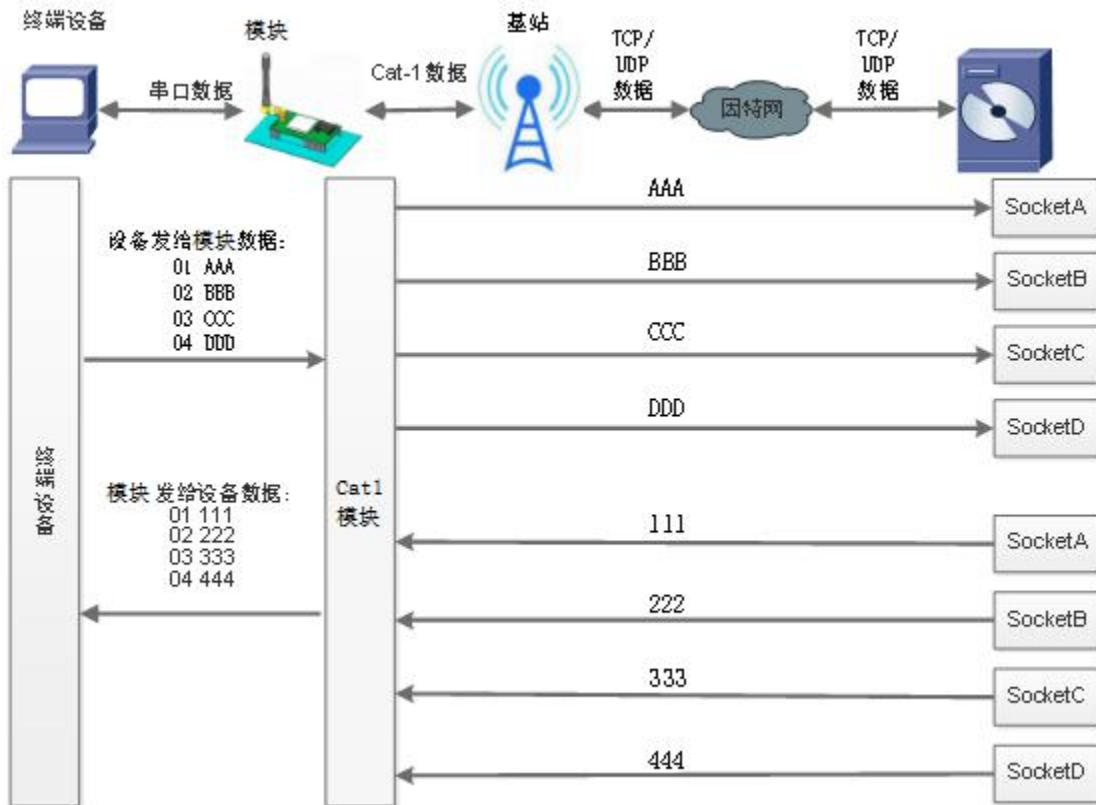 终端设备
模块
基站
TCP/
UDP
数据
TCP/
UDP
数据
串口数据
Cat-1 数据
因特网
AAA
SocketA
设备发给模块数据:
01 AAA
02 BBB
03 CCC
04 DDD
BBB
SocketB
CCC
SocketC
DDD
SocketD
终端设备
模块 发给设备数据:
01 111
02 222
03 333
04 444
Cat1
模块
111
SocketA
222
SocketB
333
SocketC
444
SocketD